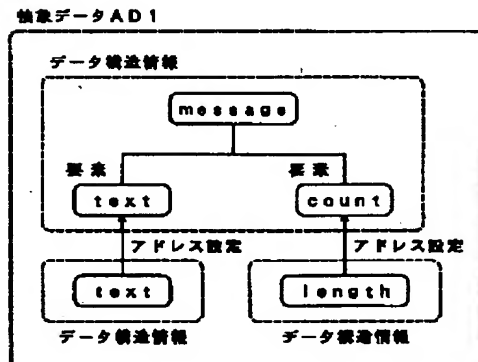 抽象データAD1
データ構造情報
message
要素 要素
text count
アドレス設定 アドレス設定
text length
データ構造情報 データ構造情報